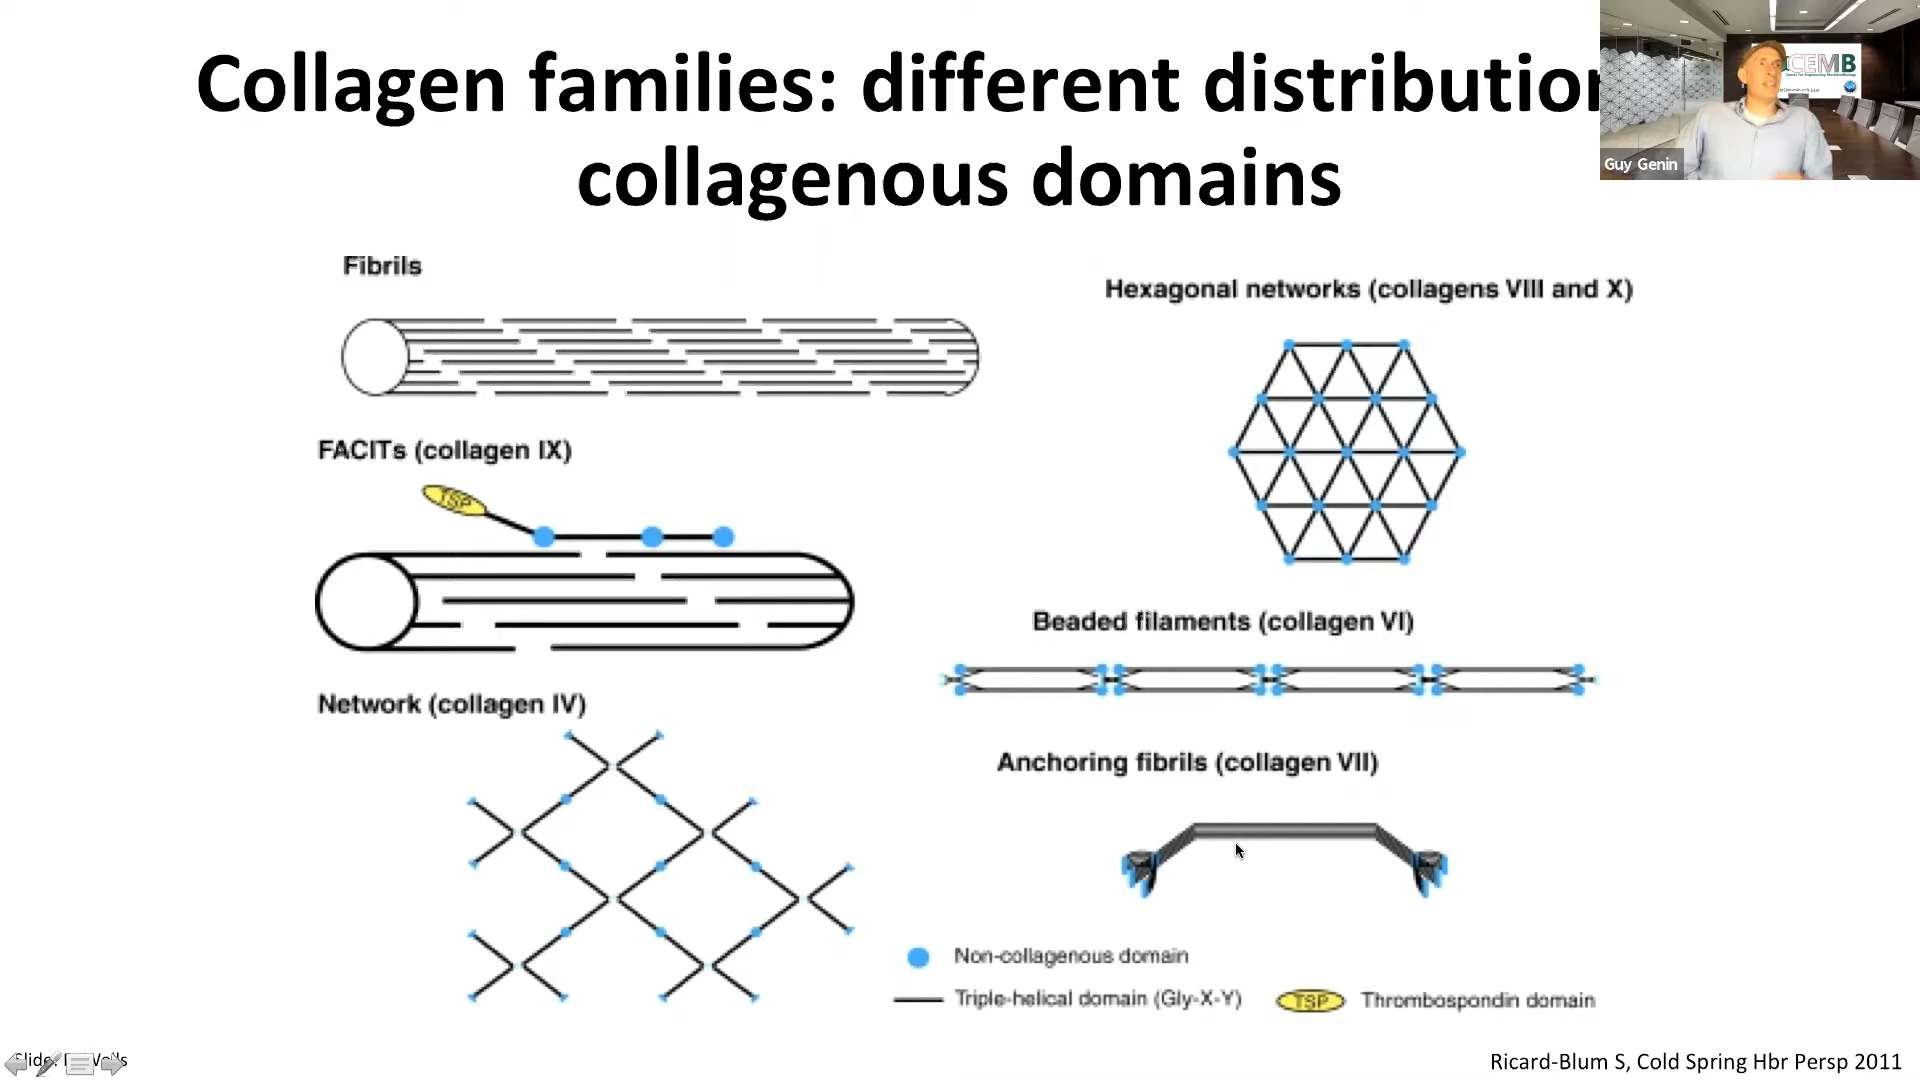 Collagen families: different distribution
collagenous domains
CEMB
Guy Genin
Fibrils
Hexagonal networks (collagens VIII and X)
FACITs (collagen IX)
TSP
Beaded filaments (collagen VI)
Network (collagen IV)
Anchoring fibrils (collagen VII)
Non-collagenous domain
Triple-helical domain (Gly-X-Y)
TSP
Thrombospondin domain
Slide: Wells
Ricard-Blum S, Cold Spring Hbr Persp 2011